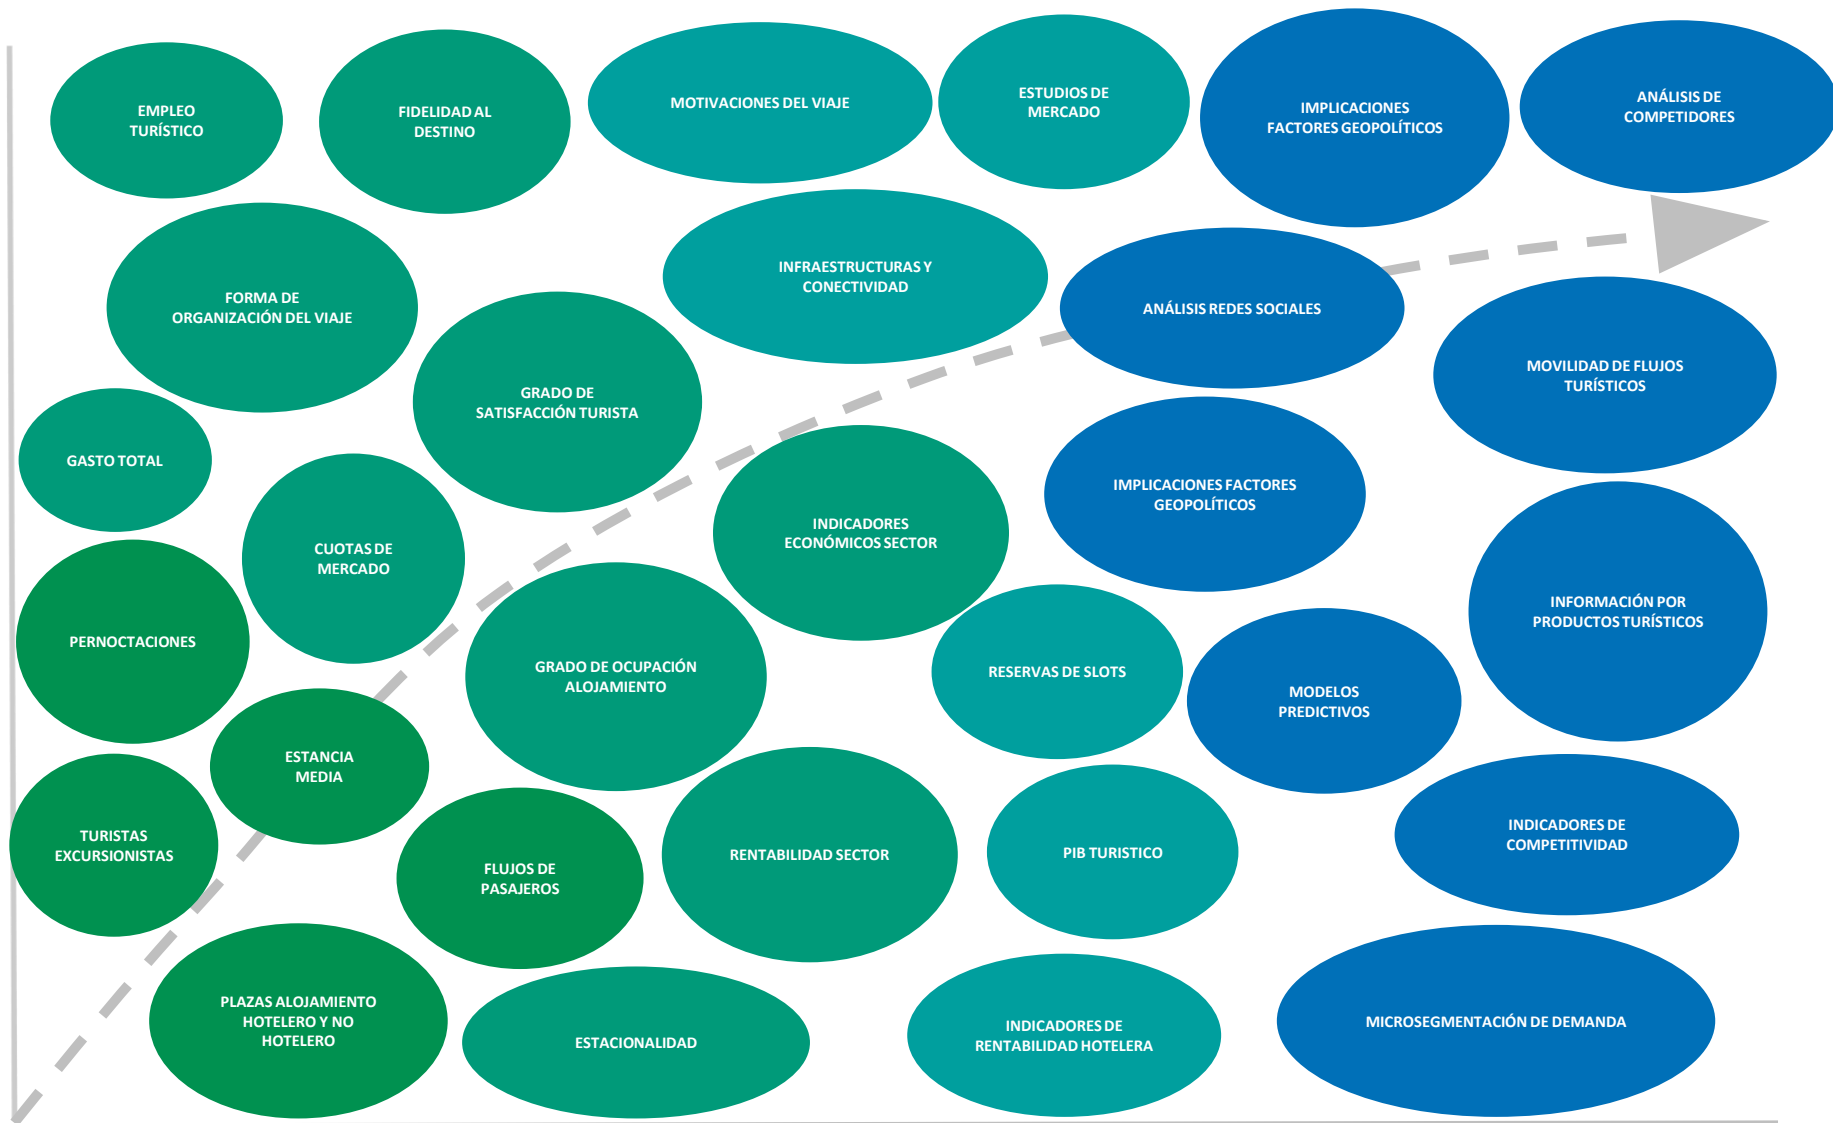 EMPLEO
TURÍSTICO
FIDELIDAD AL
DESTINO
MOTIVACIONES DEL VIAJE
ESTUDIOS DE
MERCADO
IMPLICACIONES
FACTORES GEOPOLÍTICOS
ANÁLISIS DE
COMPETIDORES
FORMA DE
ORGANIZACIÓN DEL VIAJE
INFRAESTRUCTURAS Y
CONECTIVIDAD
ANÁLISIS REDES SOCIALES
GRADO DE
SATISFACCIÓN TURISTA
MOVILIDAD DE FLUJOS
TURÍSTICOS
GASTO TOTAL
CUOTAS DE
MERCADO
INDICADORES
ECONÓMICOS SECTOR
IMPLICACIONES FACTORES
GEOPOLÍTICOS
PERNOCTACIONES
GRADO DE OCUPACIÓN
ALOJAMIENTO
RESERVAS DE SLOTS
MODELOS
PREDICTIVOS
INFORMACIÓN POR
PRODUCTOS TURÍSTICOS
ESTANCIA
MEDIA
TURISTAS
EXCURSIONISTAS
FLUJOS DE
PASAJEROS
RENTABILIDAD SECTOR
PIB TURISTICO
INDICADORES DE
COMPETITIVIDAD
PLAZAS ALOJAMIENTO
HOTELERO Y NO
HOTELERO
ESTACIONALIDAD
INDICADORES DE
RENTABILIDAD HOTELERA
MICROSEGMENTACIÓN DE DEMANDA